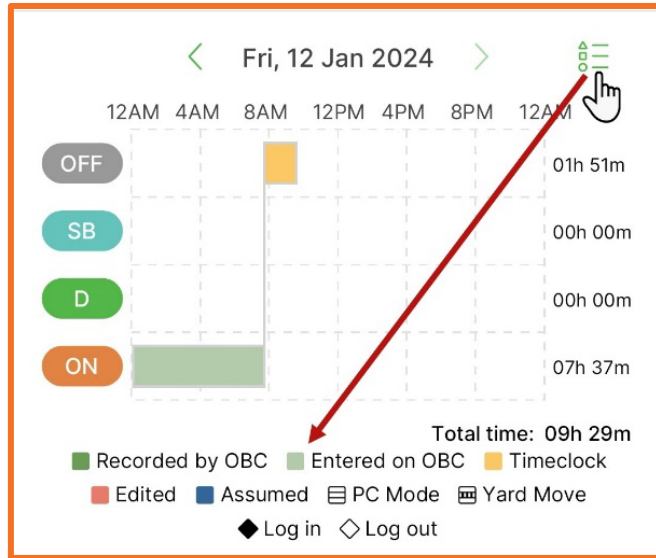 Fri, 12 Jan 2024
12AM 4AM 8AM 12PM 4PM 8PM 12AM
OFF 01h 51m
SB 00h 00m
D 00h 00m
ON 07h 37m
Total time: 09h 29m
Recorded by OBC Entered on OBC Timeclock
Edited Assumed PC Mode Yard Move
Log in Log out